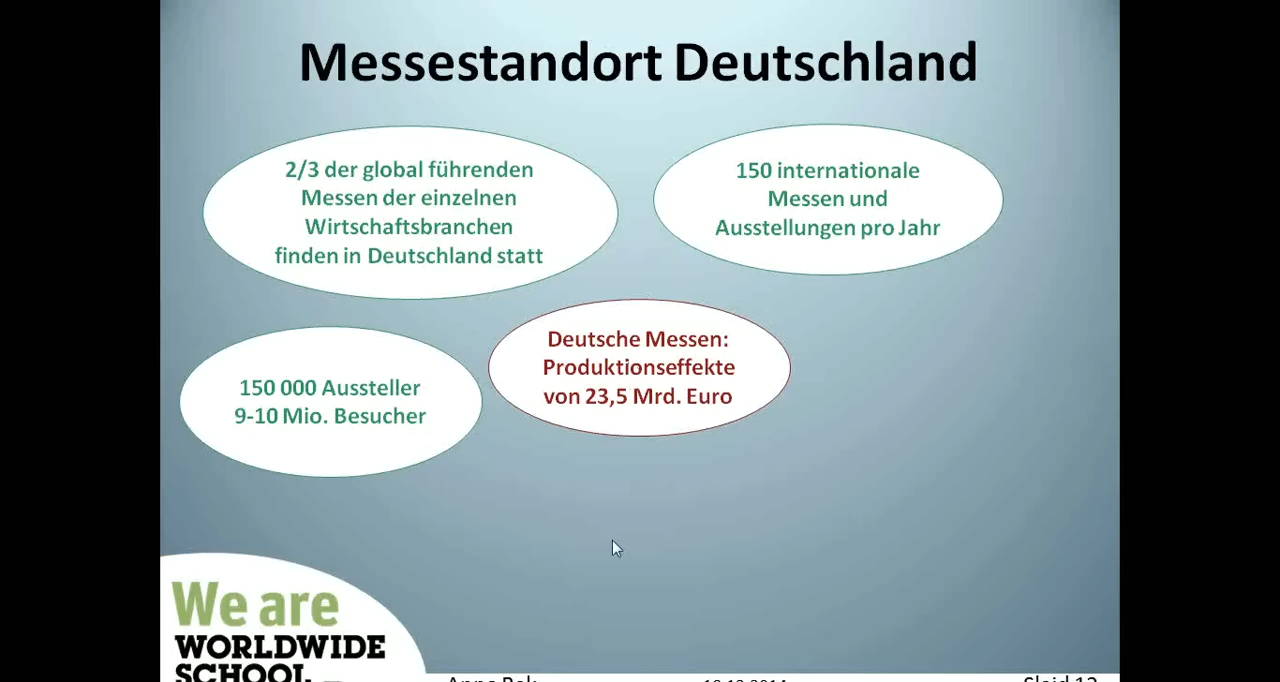 Messestandort Deutschland
2/3 der global führenden
Messen der einzelnen
Wirtschaftsbranchen
finden in Deutschland statt
150 internationale
Messen und
Ausstellungen pro Jahr
150 000 Aussteller
9-10 Mio. Besucher
Deutsche Messen:
Produktionseffekte
von 23,5 Mrd. Euro
We are
WORLDWIDE
SCHOOL